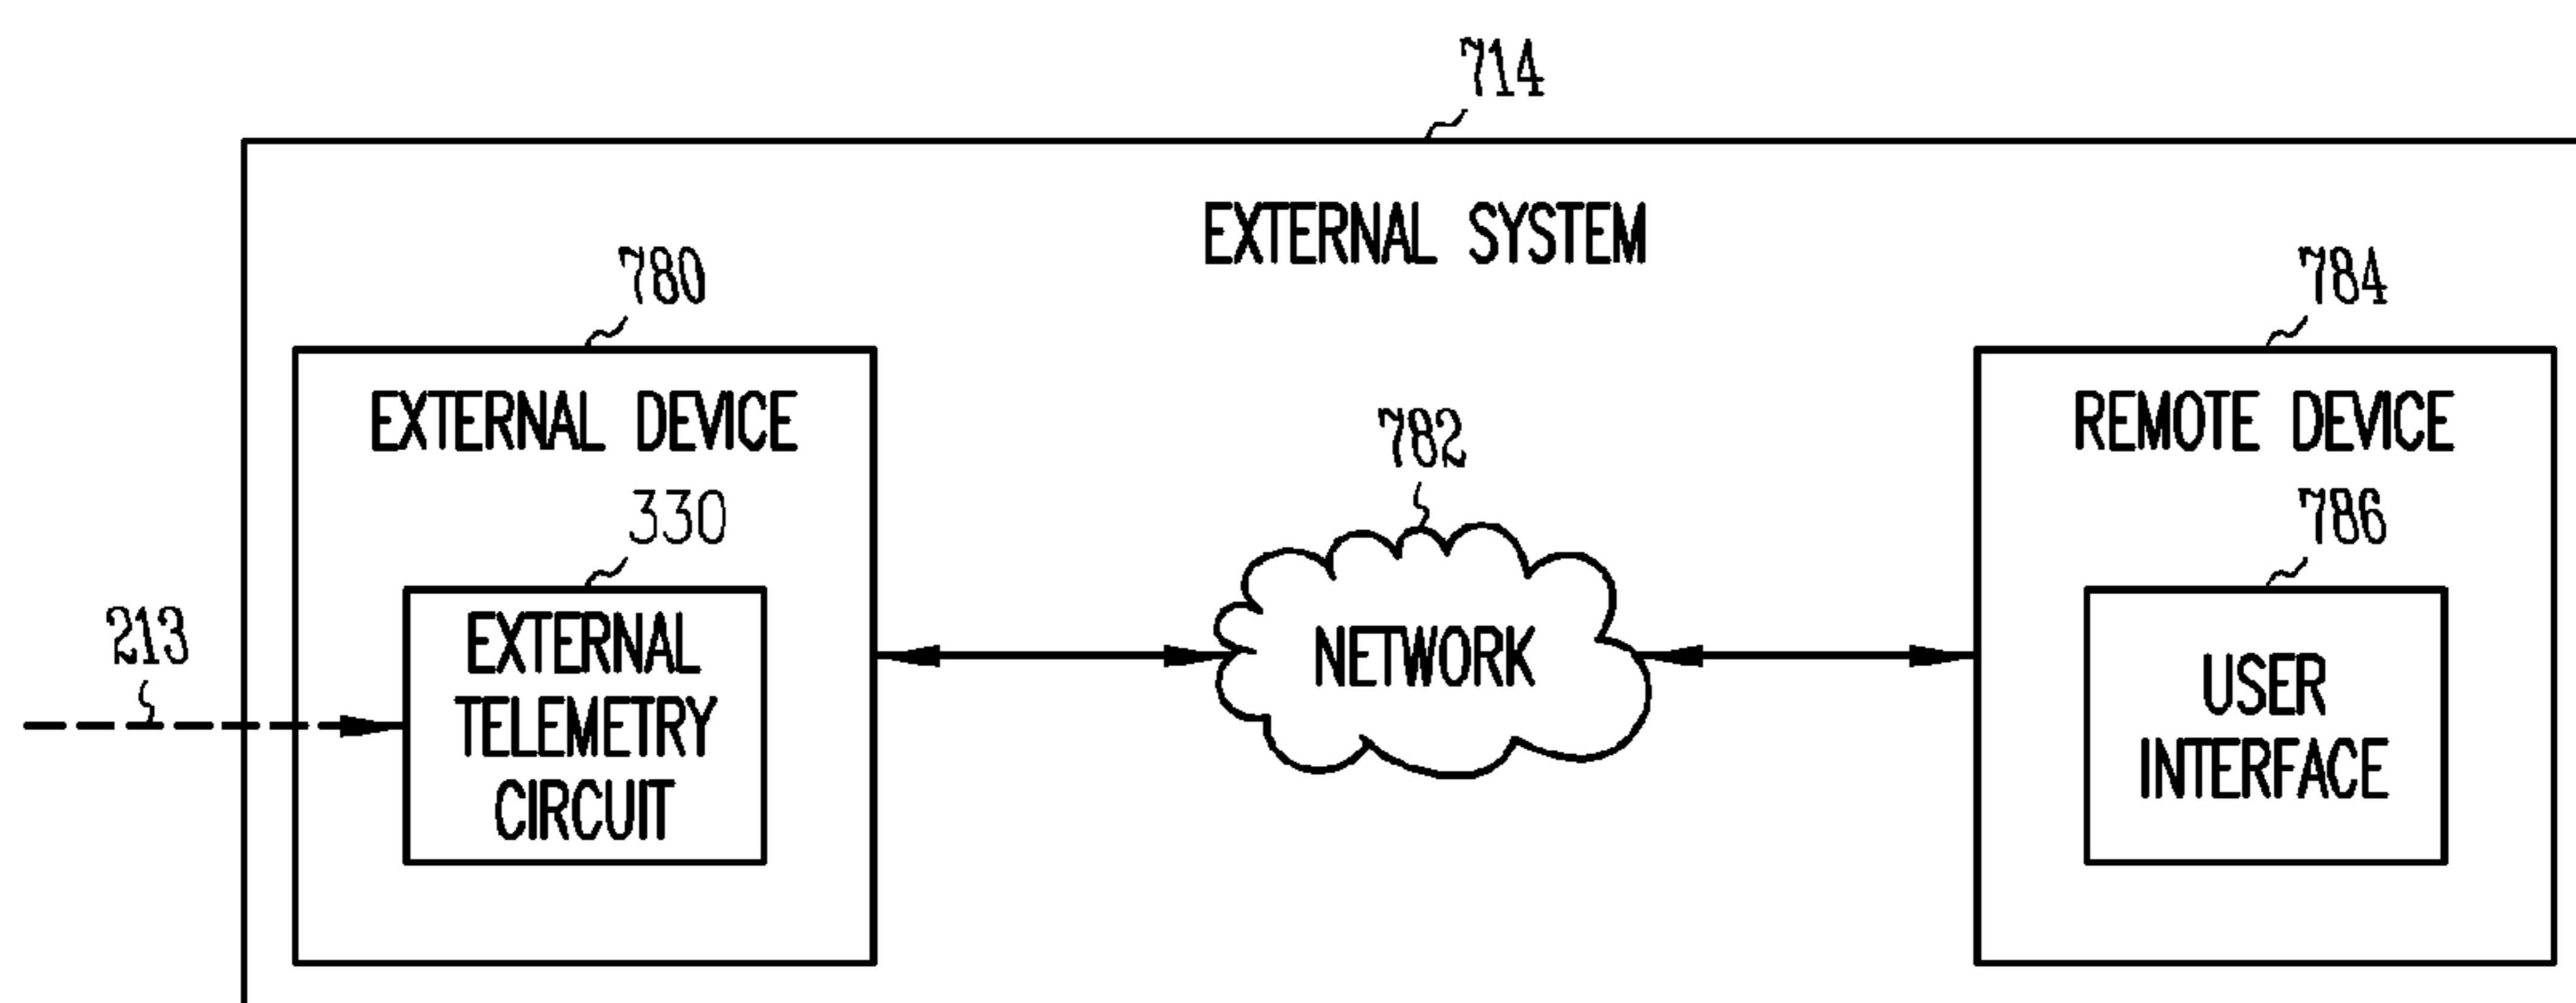 714
EXTERNAL SYSTEM
780
784
EXTERNAL DEVICE
REMOTE DEVICE
782
330
786
213
EXTERNAL
TELEMETRY
CIRCUIT
NETWORK
USER
INTERFACE